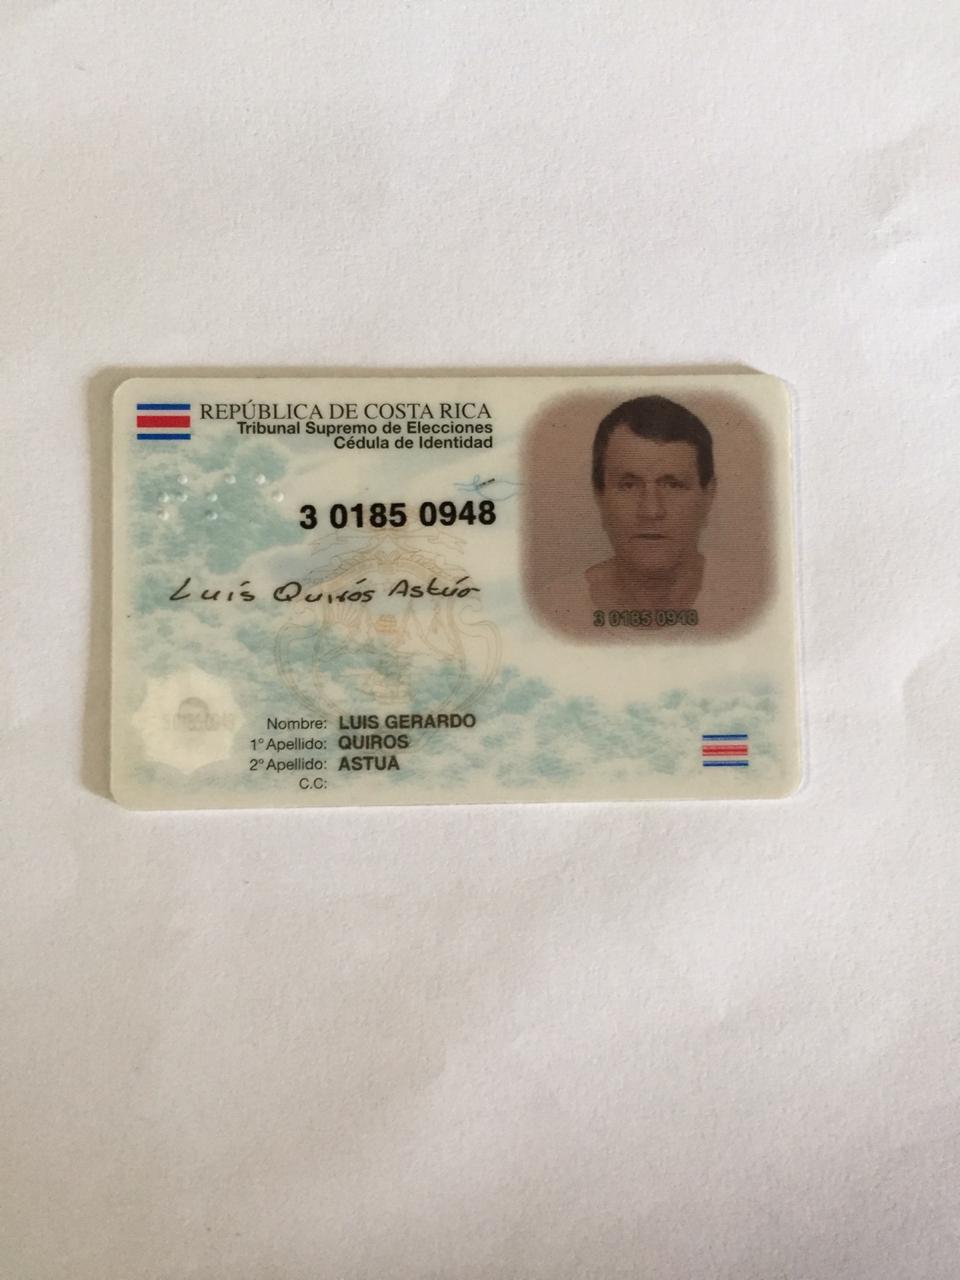 REPÚBLICA DE COSTA RICA
Tribunal Supremo de Elecciones
Cédula de Identidad
3 0185 0948
Luis Quirós Astúa
3 0185 0948
Nombre: LUIS GERARDO
1° Apellido: QUIROS
2° Apellido: ASTUA
C.C: